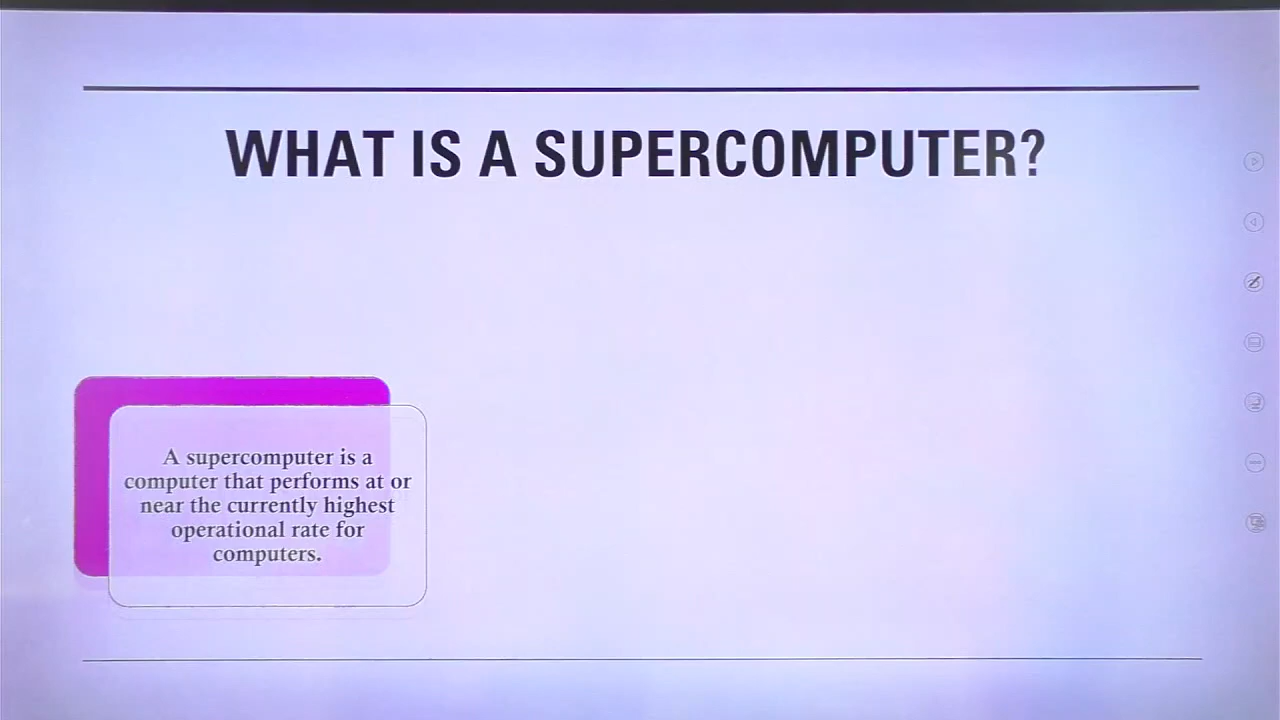 WHAT IS A SUPERCOMPUTER?
A supercomputer is a
computer that performs at or
near the currently highest
operational rate for
computers.